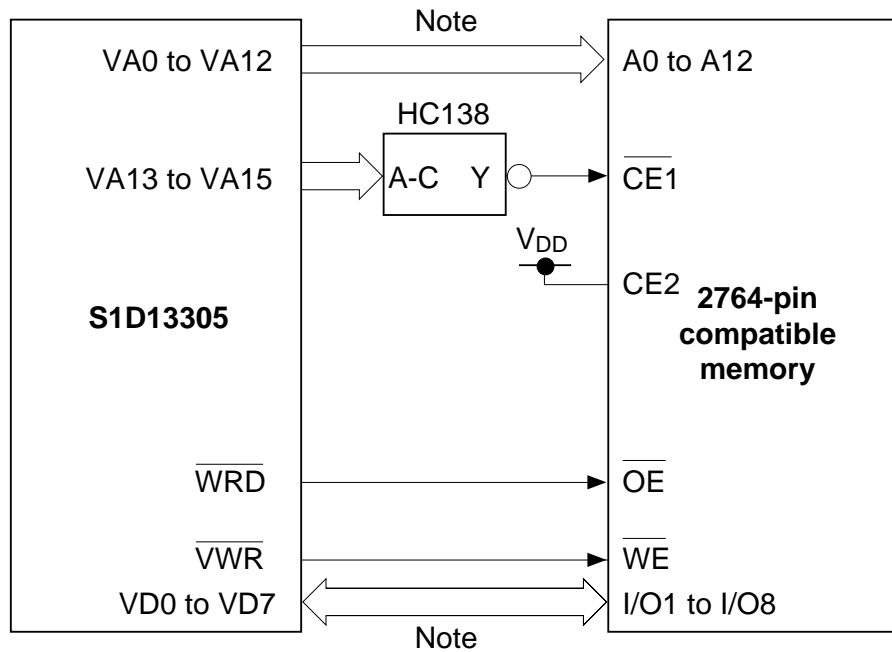 Note
VA0 to VA12
A0 to A12
HC138
VA13 to VA15
A-C Y
CE1
VDD
CE2
S1D13305
2764-pin
compatible
memory
WRD
OE
VWR
WE
VD0 to VD7
I/O1 to I/O8
Note